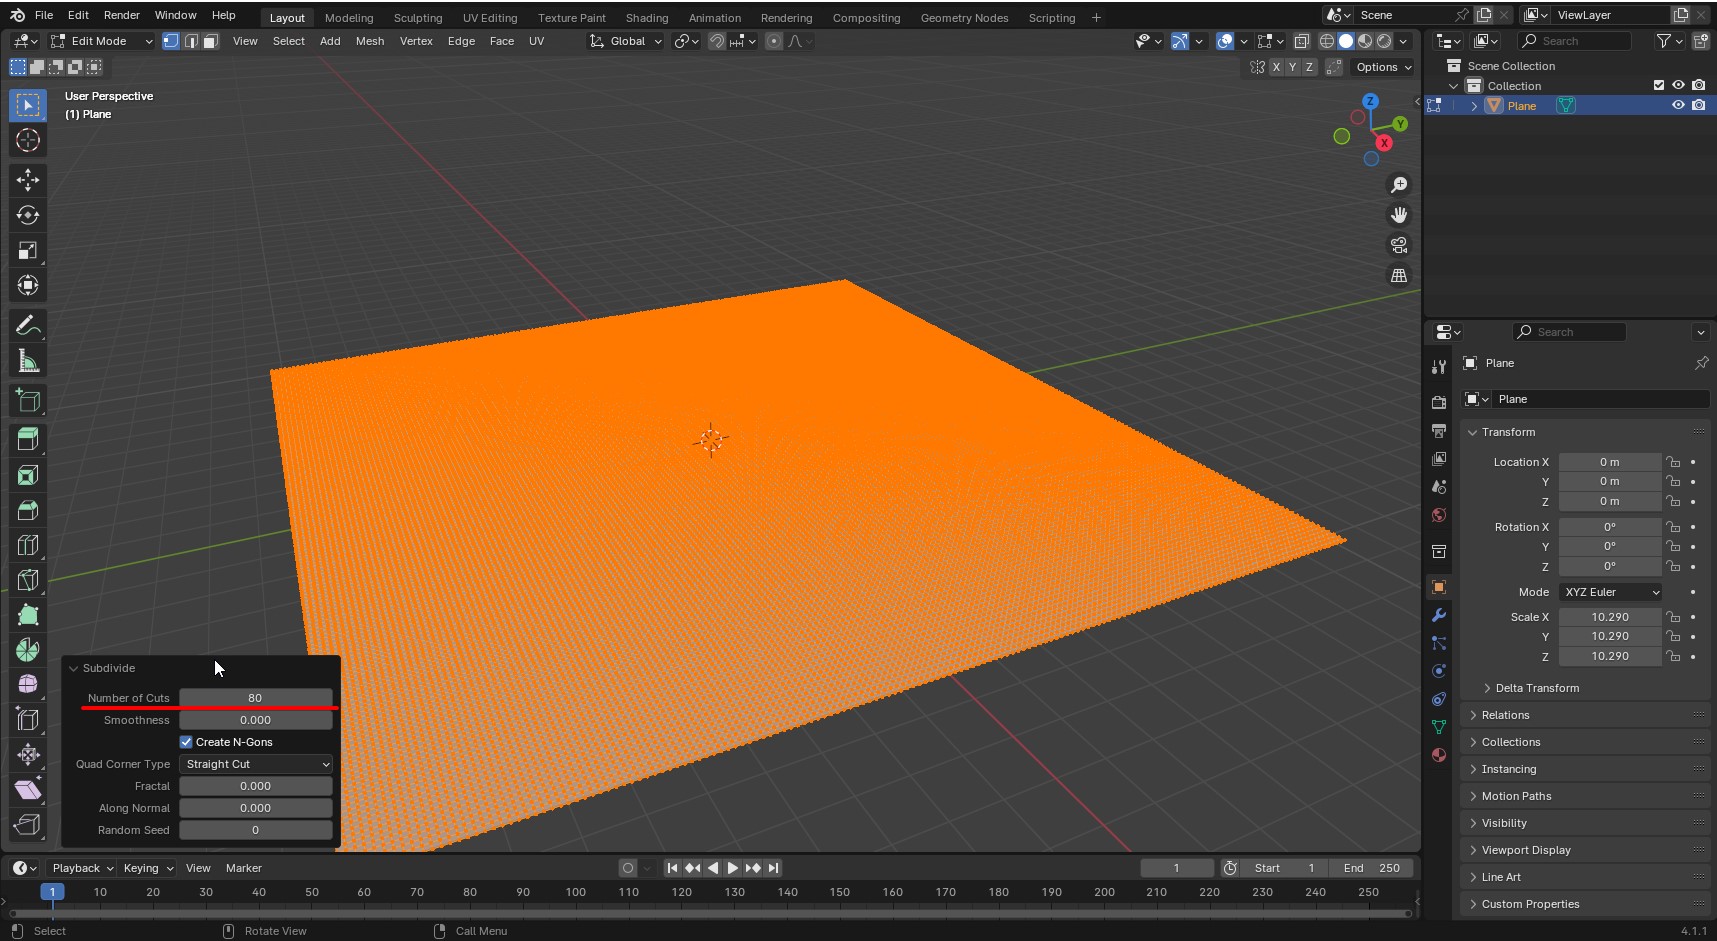 File Edit Render Window Help Layout Modeling Sculpting UV Editing Texture Paint Shading Animation Rendering Compositing Geometry Nodes Scripting + Scene ViewLayer
Edit Mode View Select Add Mesh Vertex Edge Face UV Global Search
X Y Z Options
User Perspective
(1) Plane
Z
Y
X
Scene Collection
Collection
Plane
Search
Plane
Plane
Transform
Location X 0 m
Y 0 m
Z 0 m
Rotation X 0°
Y 0°
Z 0°
Mode XYZ Euler
Scale X 10.290
Y 10.290
Z 10.290
Delta Transform
Relations
Collections
Instancing
Motion Paths
Visibility
Viewport Display
Line Art
Custom Properties
Subdivide
Number of Cuts 80
Smoothness 0.000
Create N-Gons
Quad Corner Type Straight Cut
Fractal 0.000
Along Normal 0.000
Random Seed 0
Playback Keying View Marker 1 Start 1 End 250
1 10 20 30 40 50 60 70 80 90 100 110 120 130 140 150 160 170 180 190 200 210 220 230 240 250
Select Rotate View Call Menu 4.1.1